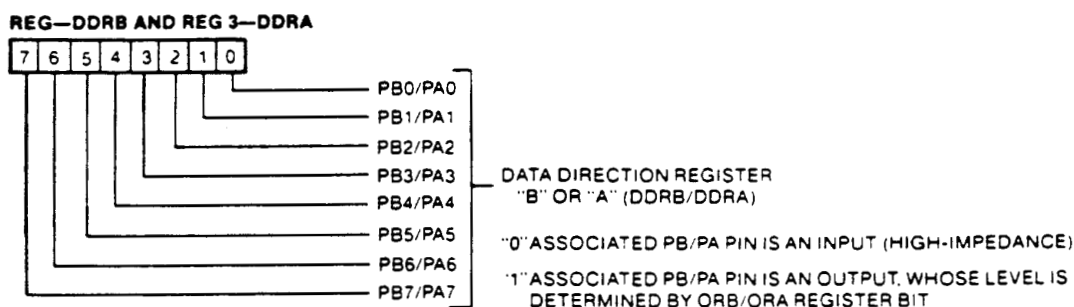 REG—DDRB AND REG 3—DDRA
7 6 5 4 3 2 1 0
PB0/PA0
PB1/PA1
PB2/PA2
PB3/PA3
PB4/PA4
PB5/PA5
PB6/PA6
PB7/PA7
DATA DIRECTION REGISTER
"B" OR "A" (DDRB/DDRA)
"0" ASSOCIATED PB/PA PIN IS AN INPUT (HIGH-IMPEDANCE)
"1" ASSOCIATED PB/PA PIN IS AN OUTPUT, WHOSE LEVEL IS
DETERMINED BY ORB/ORA REGISTER BIT